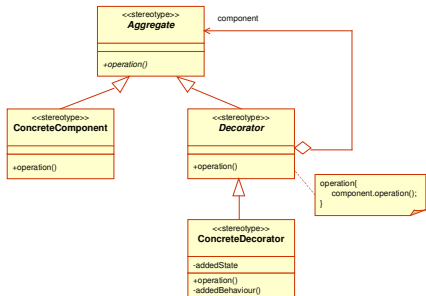 <<stereotype>>
Aggregate
+operation()
component
<<stereotype>>
ConcreteComponent
+operation()
<<stereotype>>
Decorator
+operation()
operation{
component.operation();
}
<<stereotype>>
ConcreteDecorator
-addedState
+operation()
-addedBehaviour()